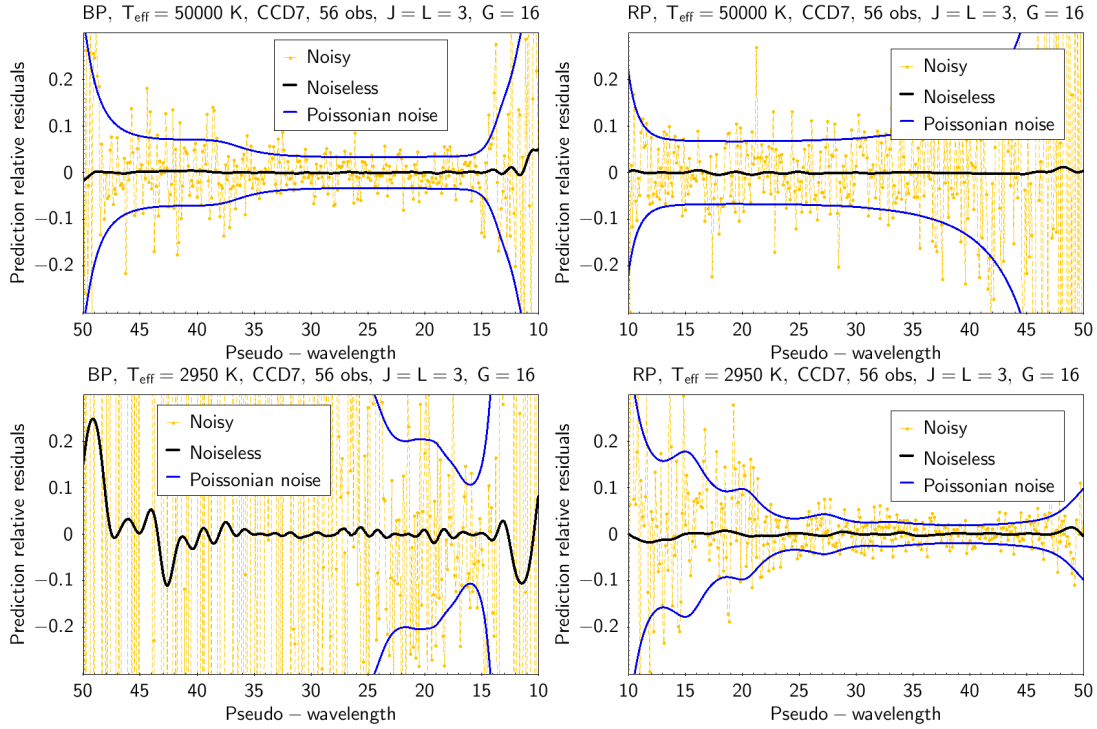 BP, T_eff = 50000 K, CCD7, 56 obs, J = L = 3, G = 16
Prediction relative residuals
0.2
0.1
0
−0.1
−0.2
Noisy
Noiseless
Poissonian noise
50 45 40 35 30 25 20 15 10
Pseudo − wavelength
RP, T_eff = 50000 K, CCD7, 56 obs, J = L = 3, G = 16
Prediction relative residuals
0.2
0.1
0
−0.1
−0.2
Noisy
Noiseless
Poissonian noise
10 15 20 25 30 35 40 45 50
Pseudo − wavelength
BP, T_eff = 2950 K, CCD7, 56 obs, J = L = 3, G = 16
Prediction relative residuals
0.2
0.1
0
−0.1
−0.2
Noisy
Noiseless
Poissonian noise
50 45 40 35 30 25 20 15 10
Pseudo − wavelength
RP, T_eff = 2950 K, CCD7, 56 obs, J = L = 3, G = 16
Prediction relative residuals
0.2
0.1
0
−0.1
−0.2
Noisy
Noiseless
Poissonian noise
10 15 20 25 30 35 40 45 50
Pseudo − wavelength